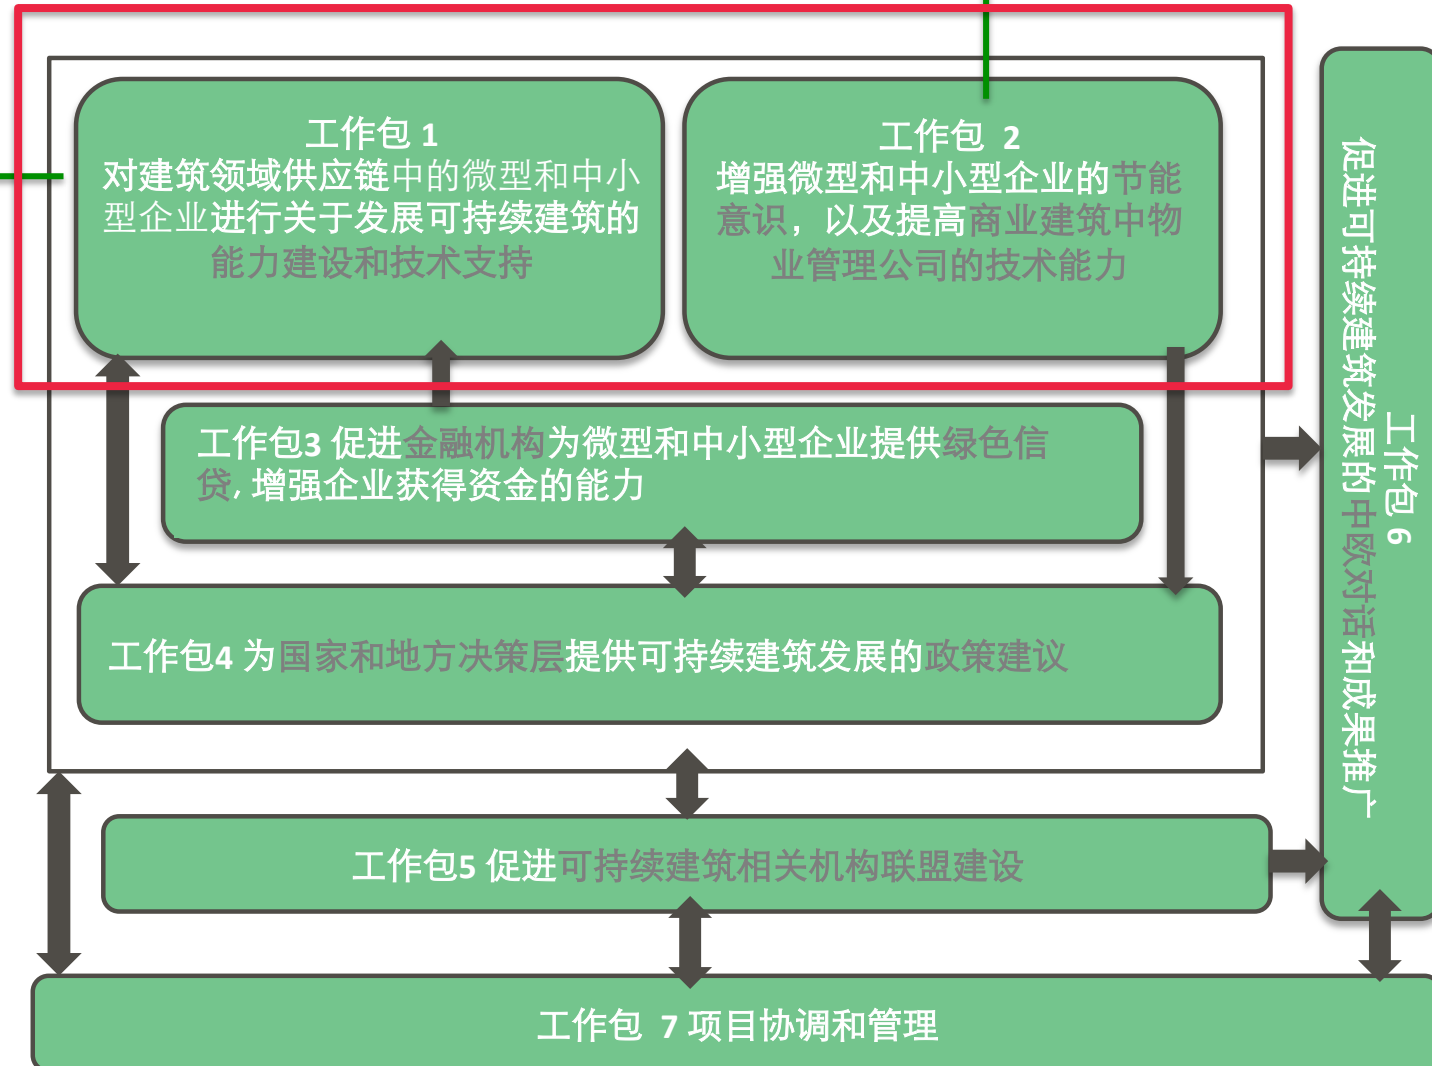 工作包 1
对建筑领域供应链中的微型和中小
型企业进行关于发展可持续建筑的
能力建设和技术支持
工作包 2
增强微型和中小型企业的节能
意识，以及提高商业建筑中物
业管理公司的技术能力
工作包3 促进金融机构为微型和中小型企业提供绿色信
贷, 增强企业获得资金的能力
工作包4 为国家和地方决策层提供可持续建筑发展的政策建议
工作包5 促进可持续建筑相关机构联盟建设
工作包 6
促进可持续建筑发展的中欧对话和成果推广
工作包 7 项目协调和管理